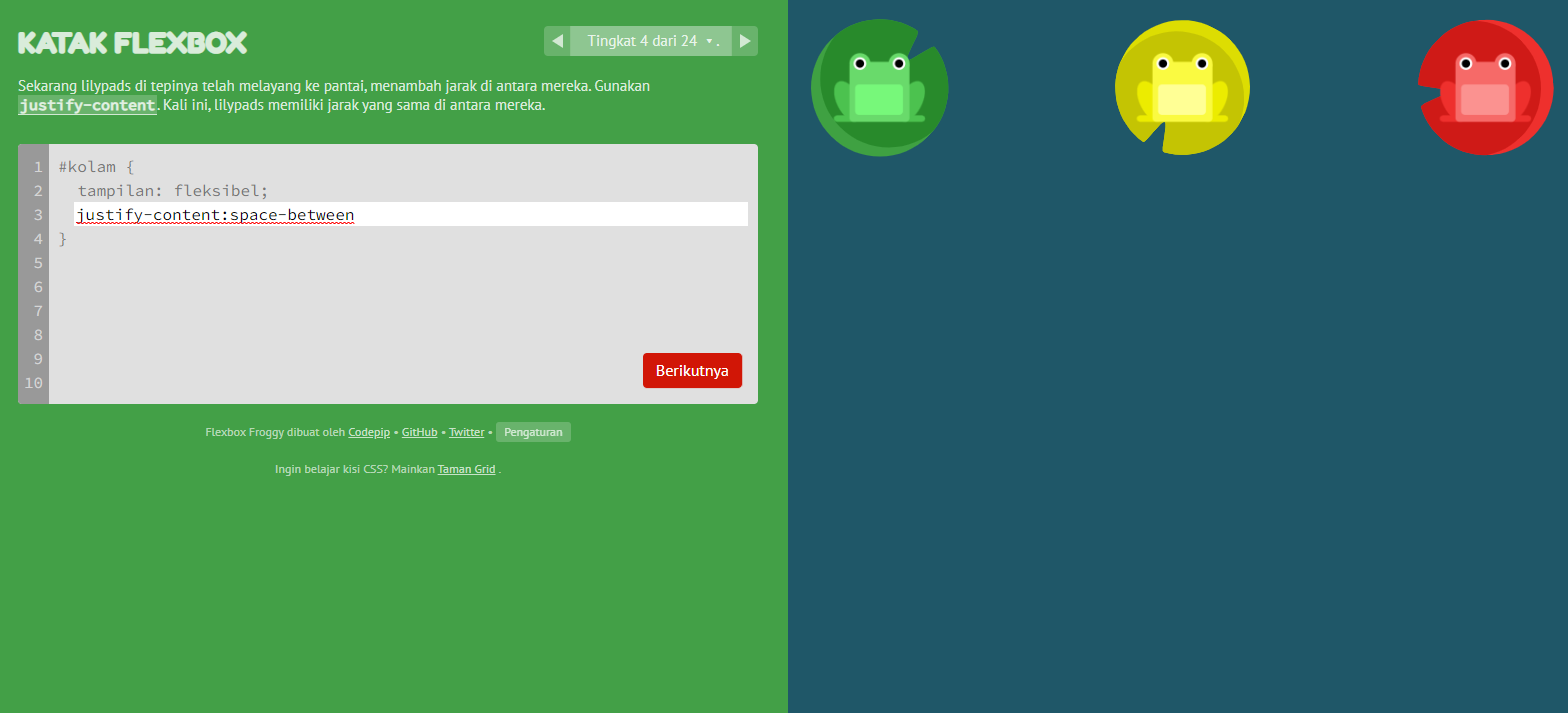 KATAK FLEXBOX
Tingkat 4 dari 24 ▾ .
Sekarang lilypads di tepinya telah melayang ke pantai, menambah jarak di antara mereka. Gunakan
justify-content. Kali ini, lilypads memiliki jarak yang sama di antara mereka.
1 #kolam {
2 tampilan: fleksibel;
3 justify-content:space-between
4 }
5
6
7
8
9
10
Berikutnya
Flexbox Froggy dibuat oleh Codepip • GitHub • Twitter • Pengaturan
Ingin belajar kisi CSS? Mainkan Taman Grid .